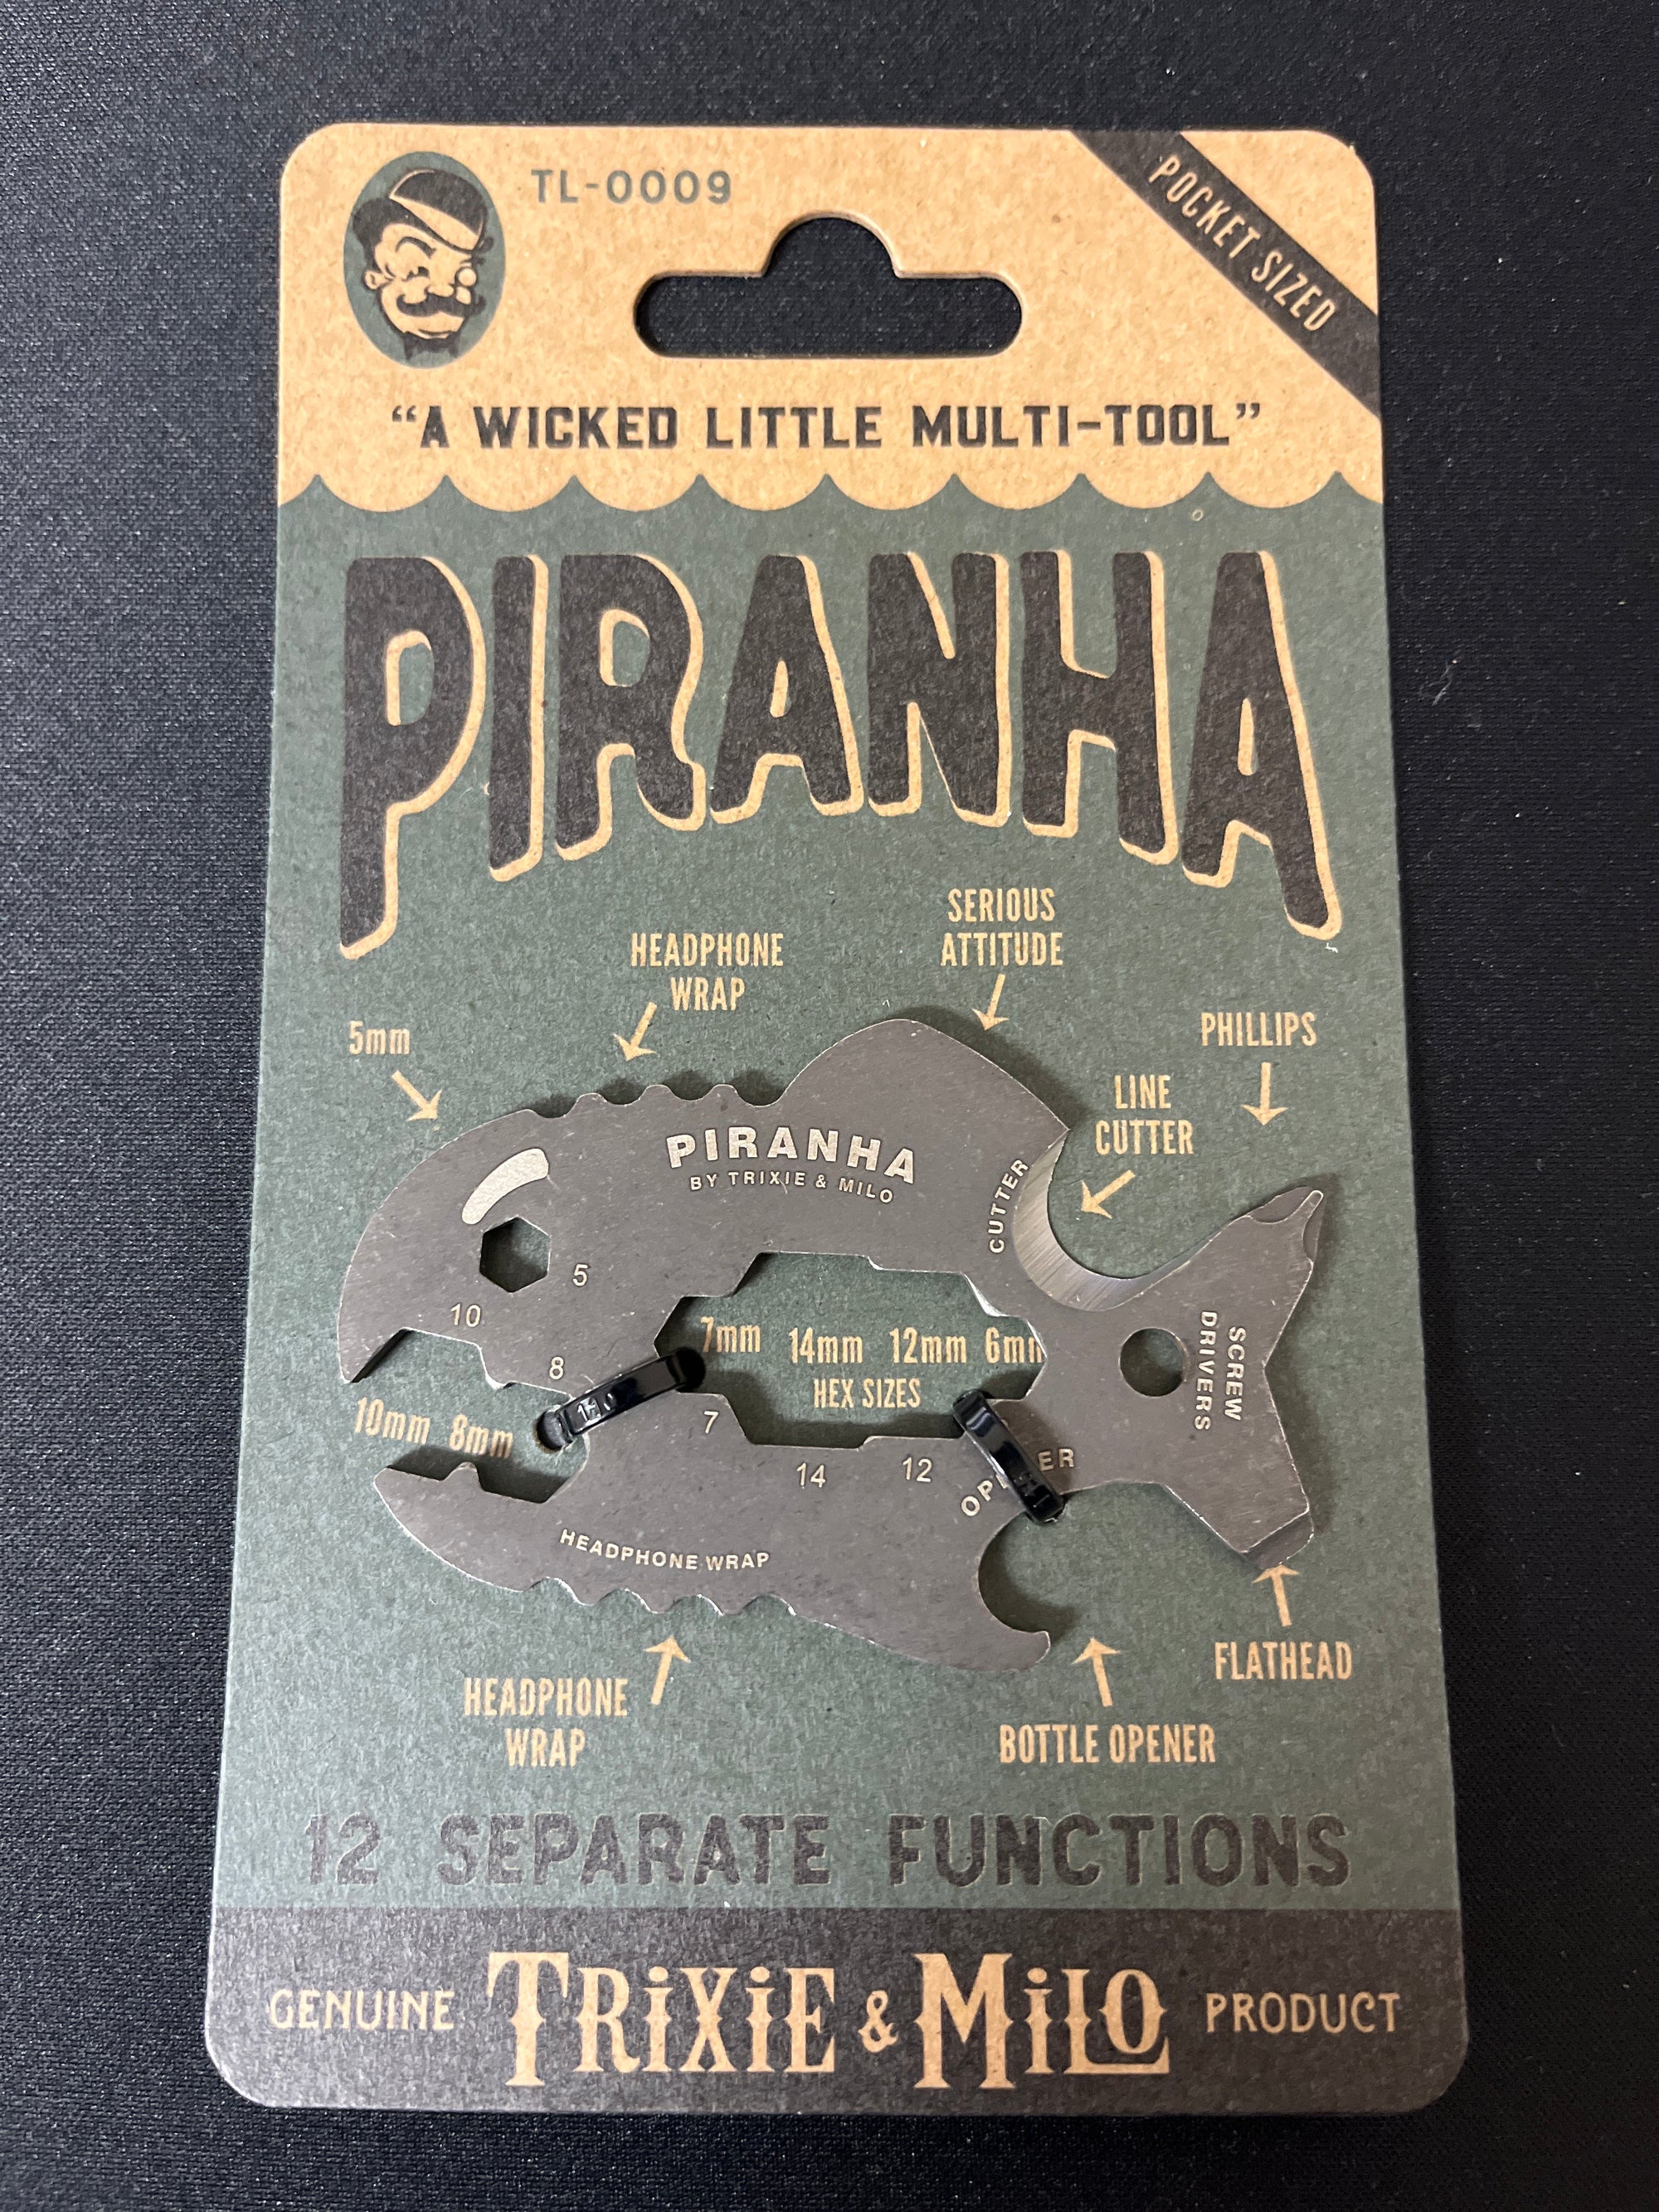 TL-0009
POCKET SIZED
“A WICKED LITTLE MULTI-TOOL”
PIRANHA
SERIOUS
ATTITUDE
HEADPHONE
WRAP
5mm
PHILLIPS
LINE
CUTTER
PIRANHA
BY TRIXIE & MILO
CUTTER
5
10
8
7mm 14mm 12mm 6mm
HEX SIZES
SCREW
DRIVERS
10mm 8mm
7
14
12
OPENER
HEADPHONE WRAP
FLATHEAD
HEADPHONE
WRAP
BOTTLE OPENER
12 SEPARATE FUNCTIONS
GENUINE TRiXiE & MiLO PRODUCT